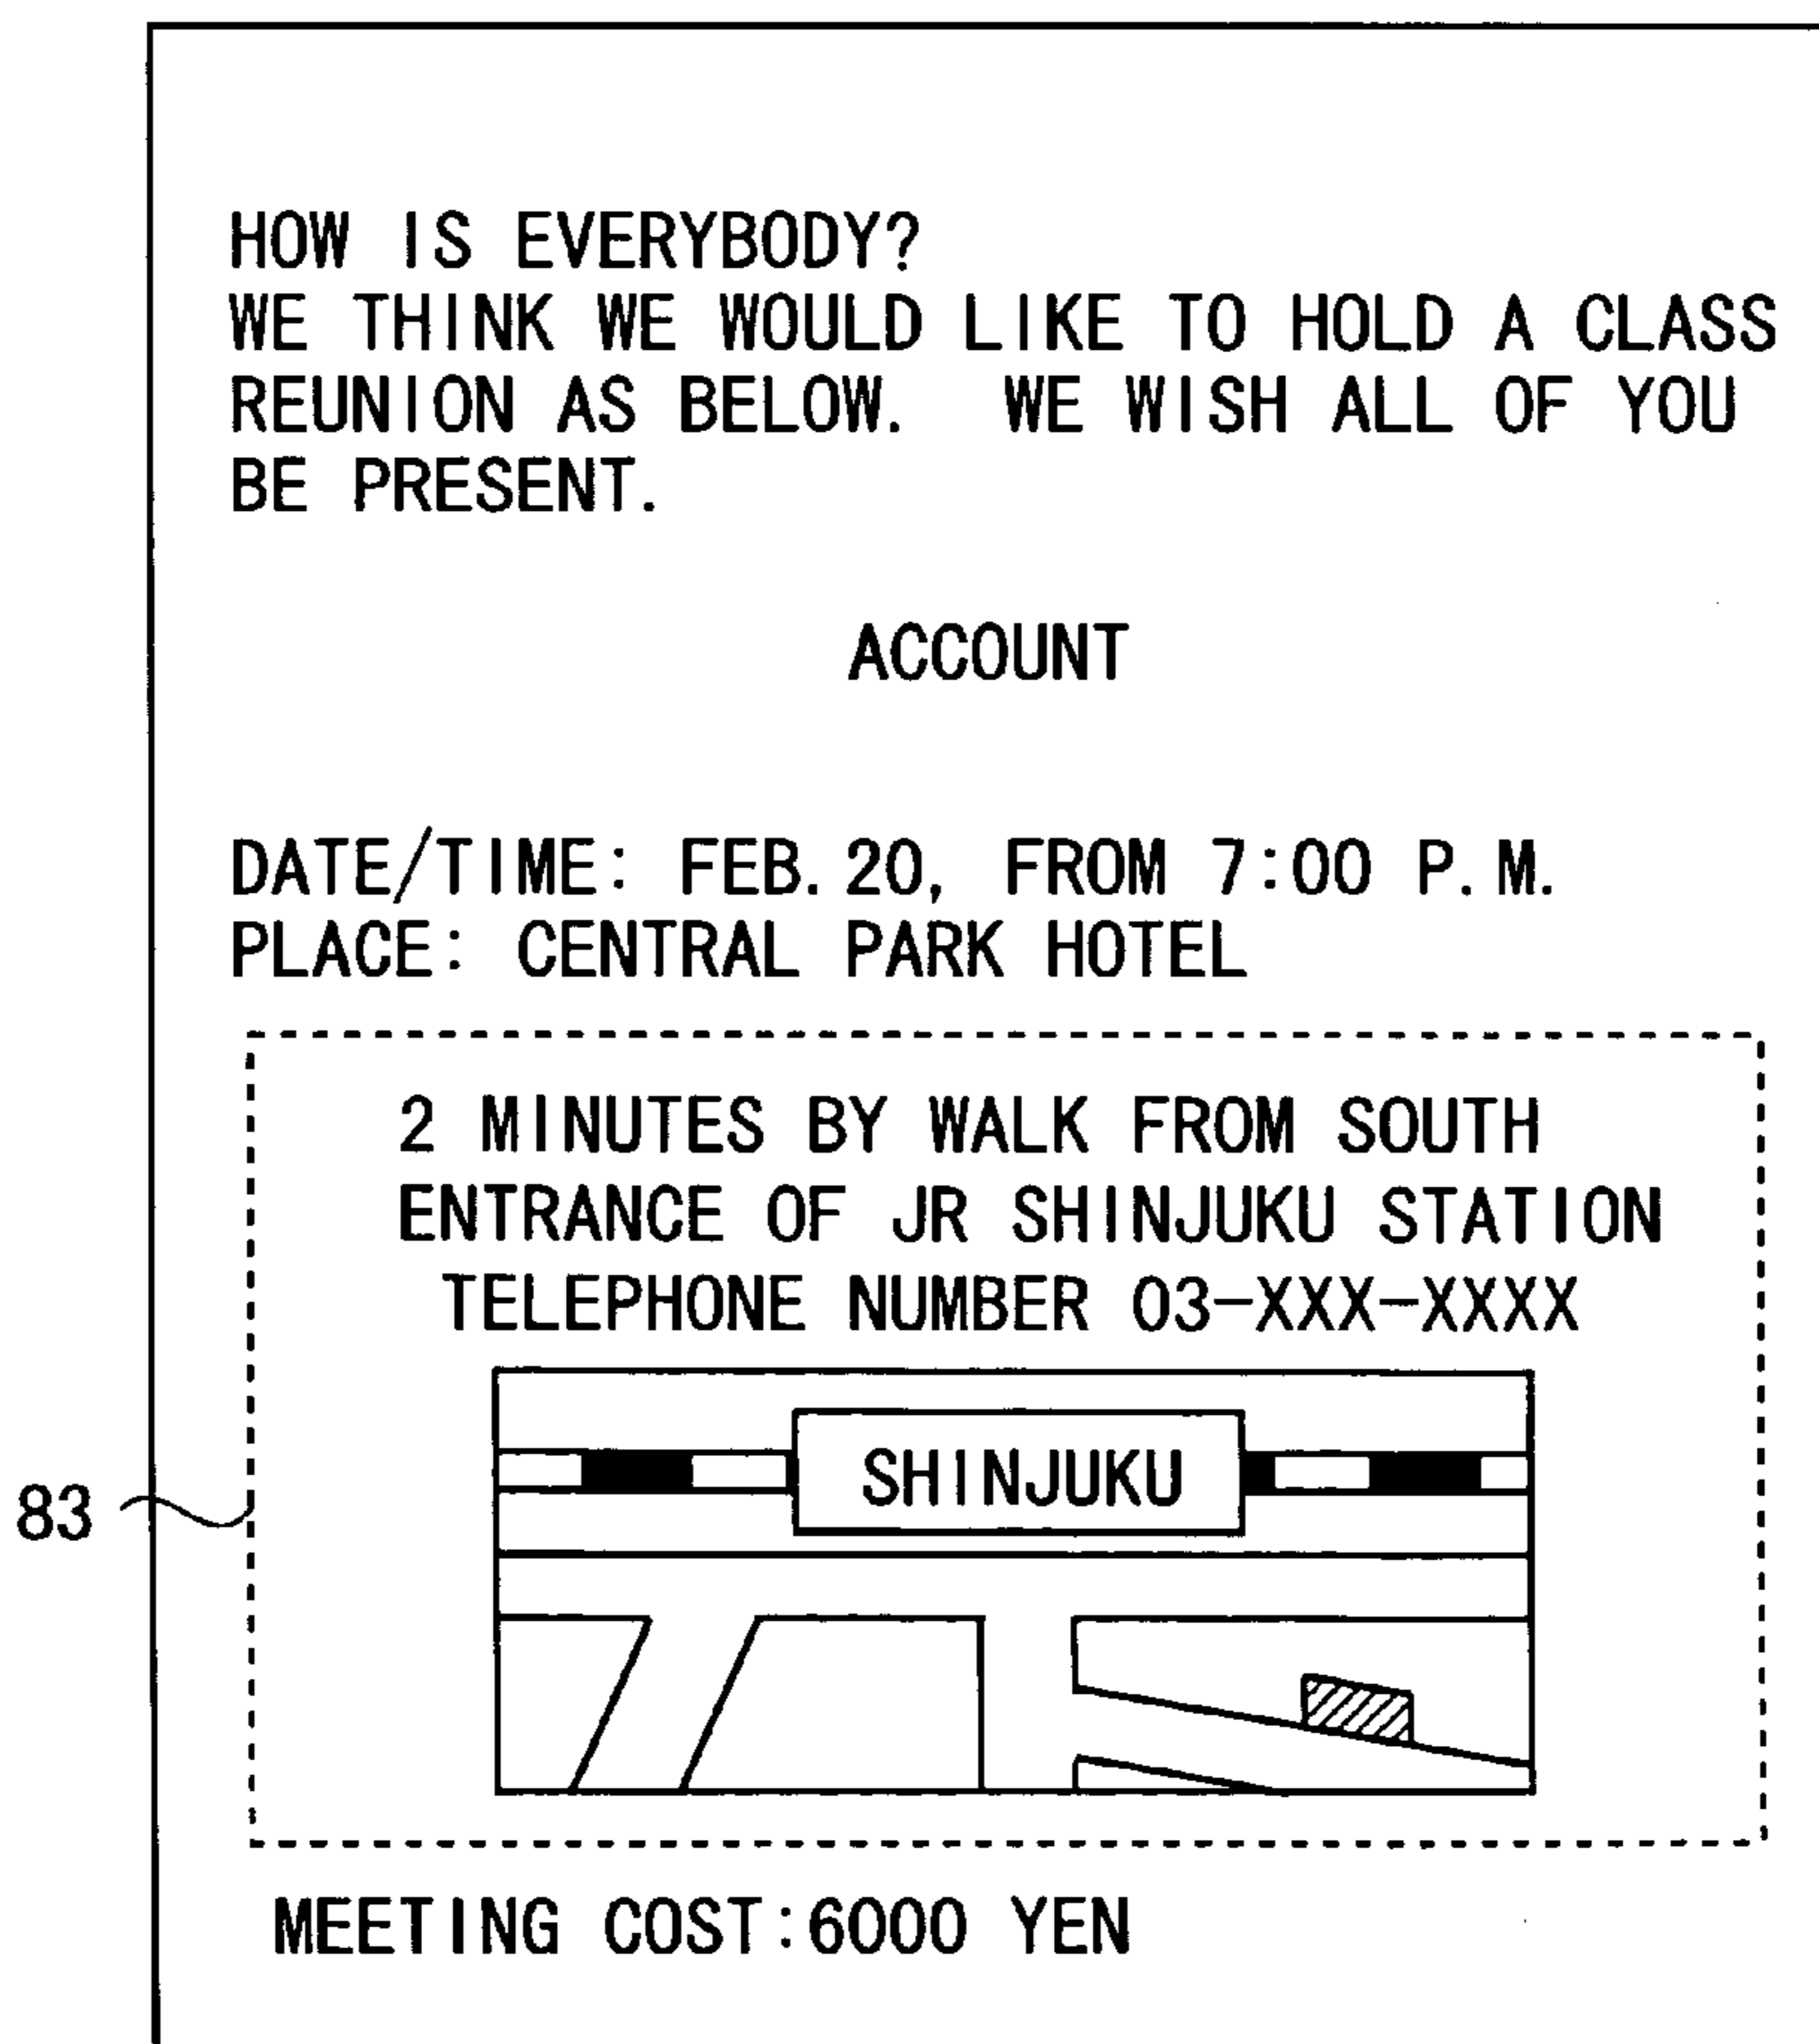 HOW IS EVERYBODY?
WE THINK WE WOULD LIKE TO HOLD A CLASS
REUNION AS BELOW. WE WISH ALL OF YOU
BE PRESENT.
ACCOUNT
DATE/TIME: FEB.20, FROM 7:00 P.M.
PLACE: CENTRAL PARK HOTEL
2 MINUTES BY WALK FROM SOUTH
ENTRANCE OF JR SHINJUKU STATION
TELEPHONE NUMBER 03-XXX-XXXX
SHINJUKU
83
MEETING COST:6000 YEN